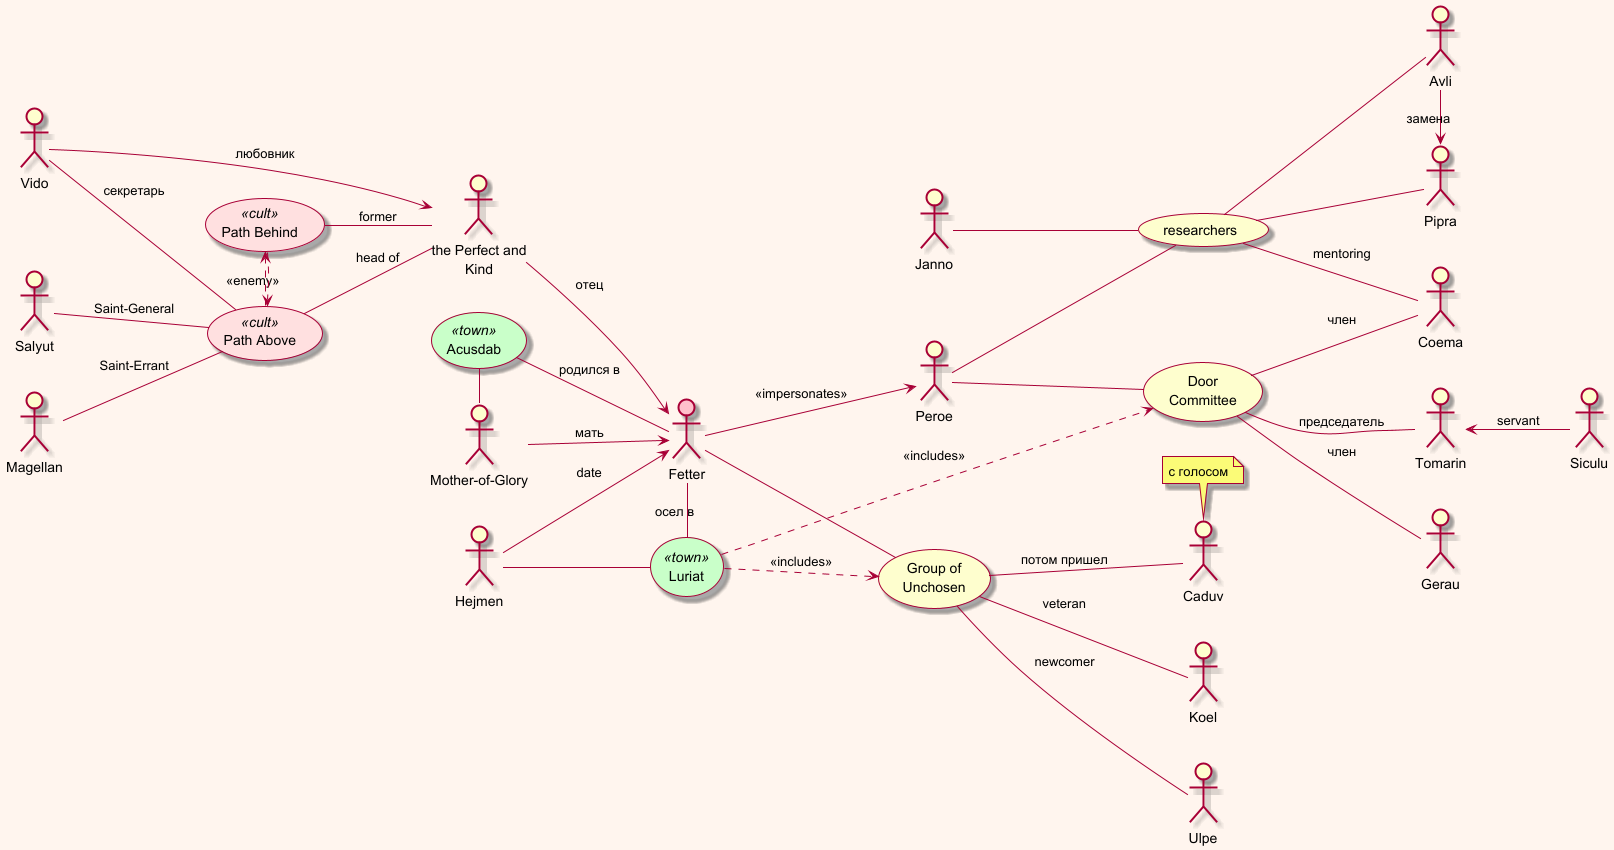 Avli
замена
Vido
любовник
секретарь
«cult»
Path Behind
former
the Perfect and
Kind
Janno
researchers
Pipra
head of
«enemy»
mentoring
Salyut
Saint-General
«cult»
Path Above
отец
«town»
Acusdab
Coema
член
Saint-Errant
Magellan
родился в
«impersonates»
Peroe
Door
Committee
председатель
Tomarin
servant
Siculu
мать
Mother-of-Glory
date
Fetter
«includes»
член
с голосом
осел в
Hejmen
«town»
Luriat
«includes»
Group of
Unchosen
потом пришел
Caduv
Gerau
veteran
newcomer
Koel
Ulpe